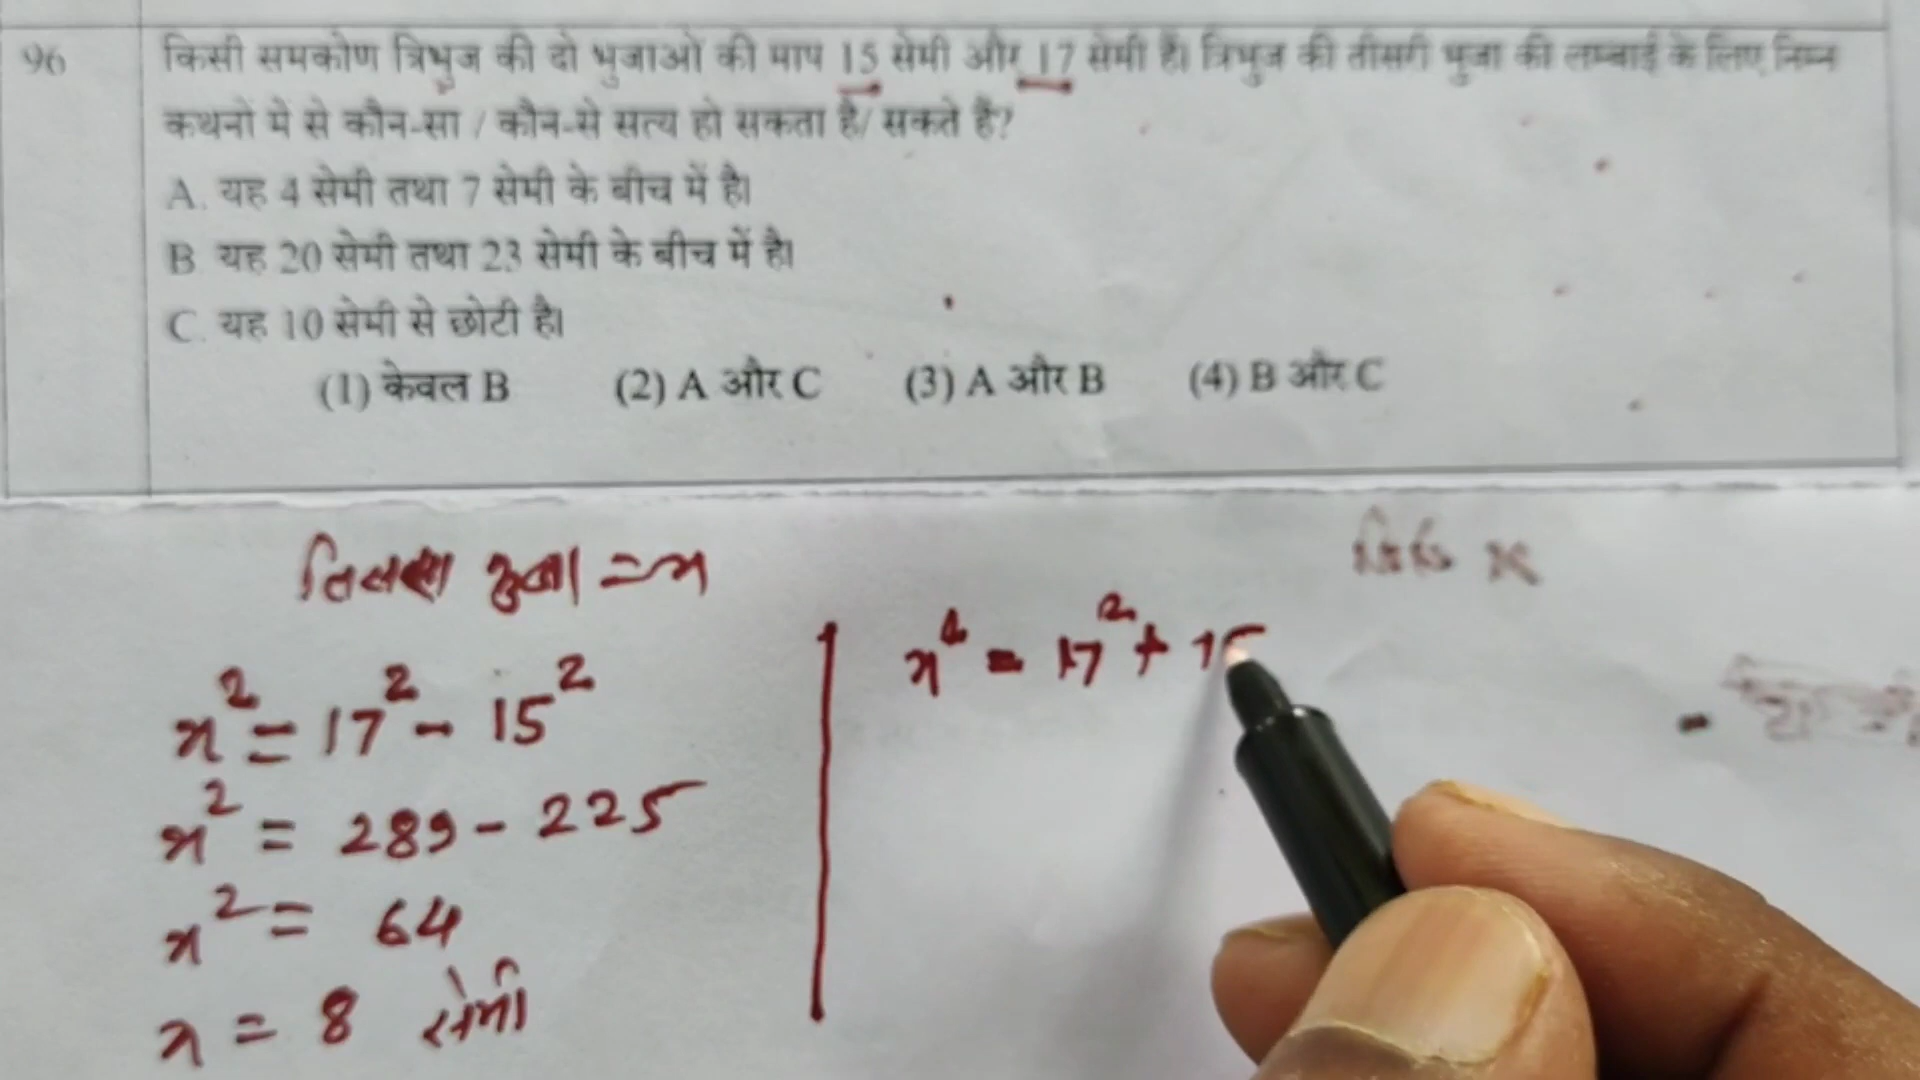 96
किसी समकोण त्रिभुज की दो भुजाओं की माप 15 सेमी और 17 सेमी हैं। त्रिभुज की तीसरी भुजा की लम्बाई के लिए निम्न
कथनों में से कौन-सा / कौन-से सत्य हो सकता है/ सकते हैं?
A. यह 4 सेमी तथा 7 सेमी के बीच में है।
B यह 20 सेमी तथा 23 सेमी के बीच में है।
C. यह 10 सेमी से छोटी है।
(1) केवल B (2) A और C (3) A और B (4) B और C
भुजा = x
x² = 17² - 15²
x² = 289 - 225
x² = 64
x = 8 सेमी
x² = 17² + 15